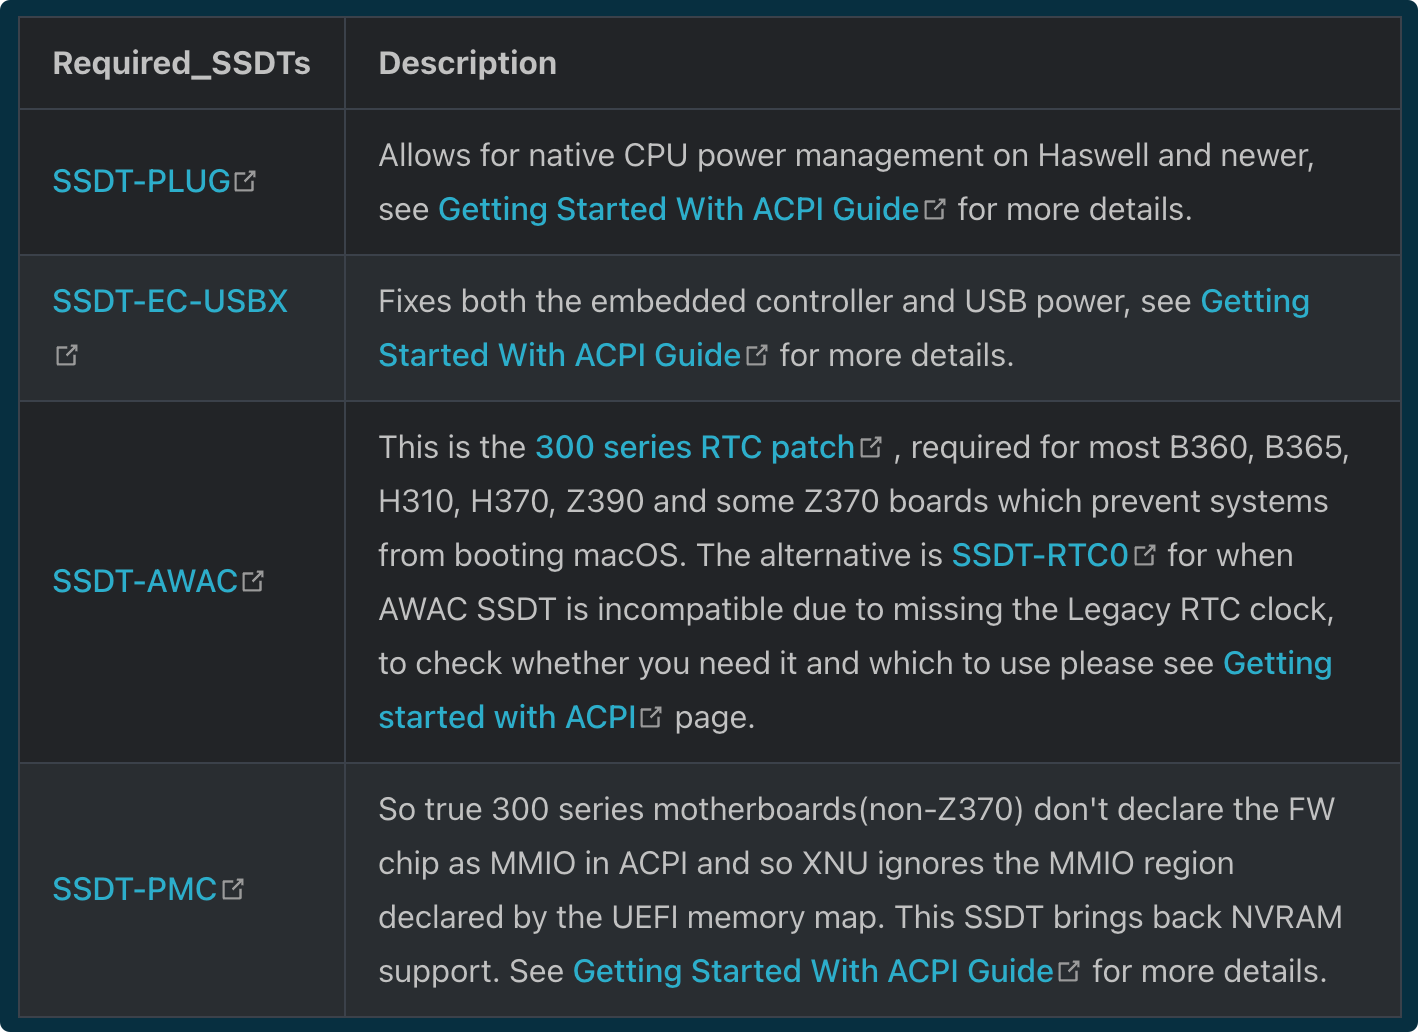 Required_SSDTs
Description
SSDT-PLUG
Allows for native CPU power management on Haswell and newer,
see Getting Started With ACPI Guide for more details.
SSDT-EC-USBX
Fixes both the embedded controller and USB power, see Getting
Started With ACPI Guide for more details.
SSDT-AWAC
This is the 300 series RTC patch , required for most B360, B365,
H310, H370, Z390 and some Z370 boards which prevent systems
from booting macOS. The alternative is SSDT-RTC0 for when
AWAC SSDT is incompatible due to missing the Legacy RTC clock,
to check whether you need it and which to use please see Getting
started with ACPI page.
SSDT-PMC
So true 300 series motherboards(non-Z370) don't declare the FW
chip as MMIO in ACPI and so XNU ignores the MMIO region
declared by the UEFI memory map. This SSDT brings back NVRAM
support. See Getting Started With ACPI Guide for more details.